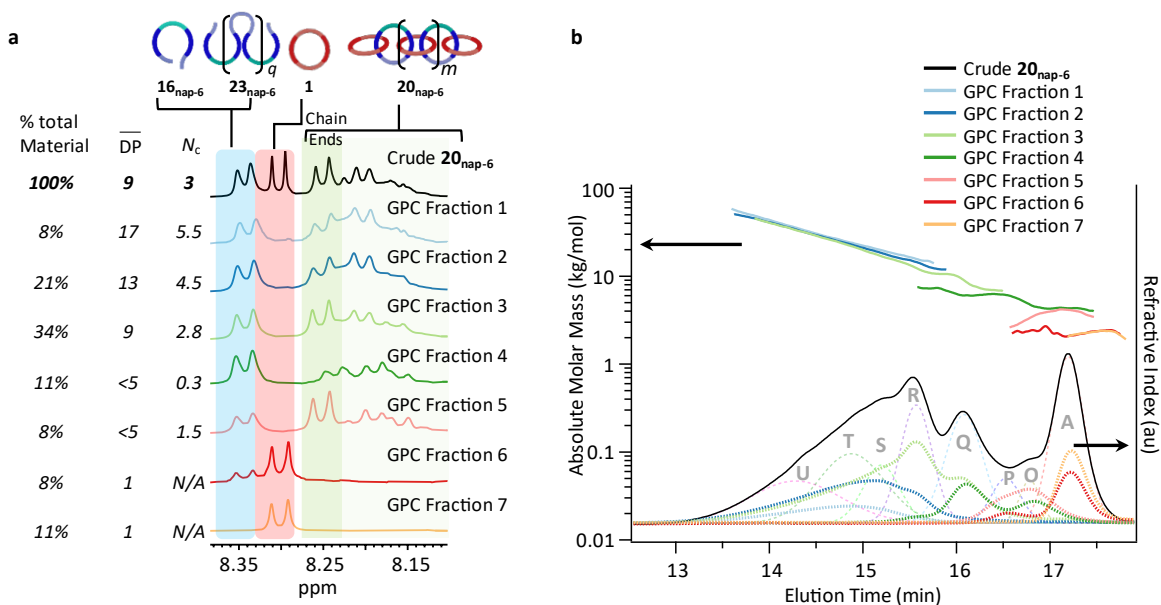 a
q
m
16nap-6 23nap-6 1 20nap-6
% total Material
DP
Nc
Chain Ends
Crude 20nap-6
100% 9 3
GPC Fraction 1
8% 17 5.5
GPC Fraction 2
21% 13 4.5
GPC Fraction 3
34% 9 2.8
GPC Fraction 4
11% <5 0.3
GPC Fraction 5
8% <5 1.5
GPC Fraction 6
8% 1 N/A
GPC Fraction 7
11% 1 N/A
8.35 8.25 8.15
ppm
b
Crude 20nap-6
GPC Fraction 1
GPC Fraction 2
GPC Fraction 3
GPC Fraction 4
GPC Fraction 5
GPC Fraction 6
GPC Fraction 7
Absolute Molar Mass (kg/mol)
100
10
1
0.1
0.01
U T S R Q P O A
Refractive Index (au)
13 14 15 16 17
Elution Time (min)